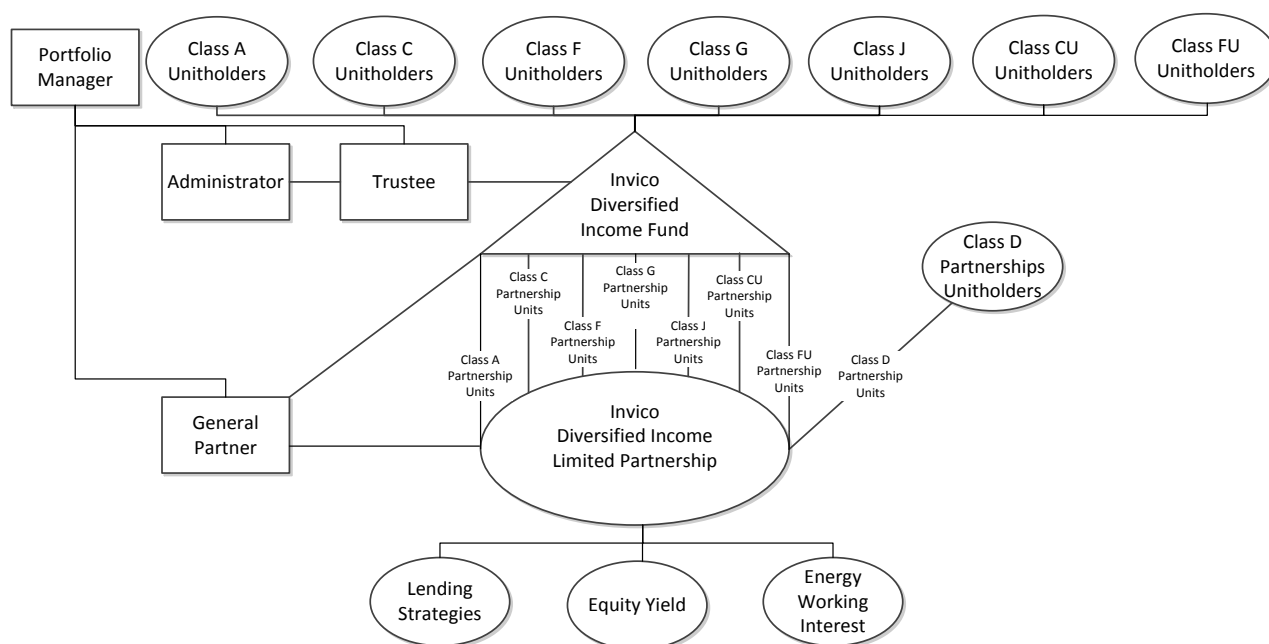 Portfolio
Manager
Class A
Unitholders
Class C
Unitholders
Class F
Unitholders
Class G
Unitholders
Class J
Unitholders
Class CU
Unitholders
Class FU
Unitholders
Administrator
Trustee
Invico
Diversified
Income Fund
Class D
Partnerships
Unitholders
Class C
Partnership
Units
Class G
Partnership
Units
Class CU
Partnership
Units
Class F
Partnership
Units
Class J
Partnership
Units
Class A
Partnership
Units
Class FU
Partnership
Units
Class D
Partnership
Units
General
Partner
Invico
Diversified Income
Limited Partnership
Lending
Strategies
Equity Yield
Energy
Working
Interest